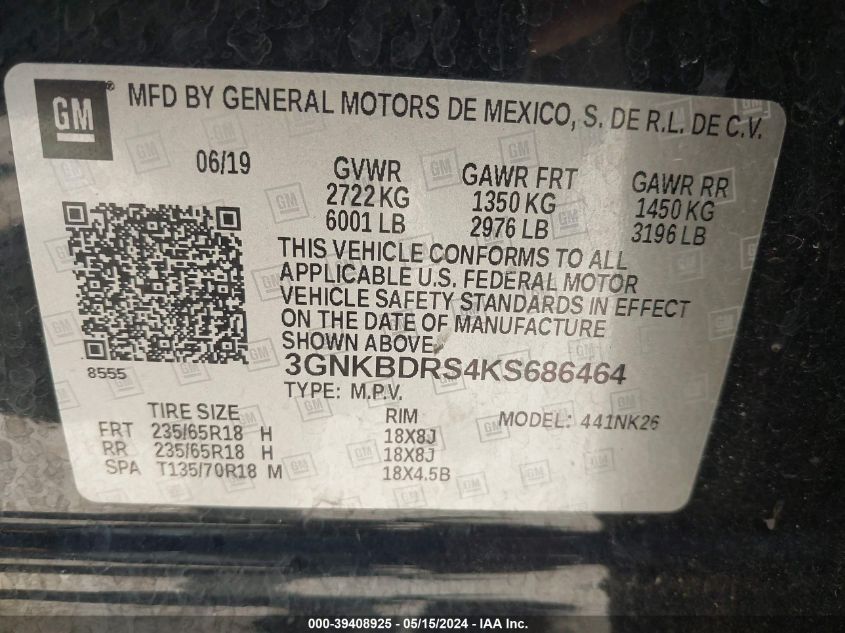 GM ® MFD BY GENERAL MOTORS DE MEXICO, S. DE R.L. DE C.V.
06/19 GVWR GAWR FRT GAWR RR
2722 KG 1350 KG 1450 KG
6001 LB 2976 LB 3196 LB
THIS VEHICLE CONFORMS TO ALL
APPLICABLE U.S. FEDERAL MOTOR
VEHICLE SAFETY STANDARDS IN EFFECT
ON THE DATE OF MANUFACTURE
SHOWN ABOVE.
8555 3GNKBDRS4KS686464
TYPE: M.P.V.
TIRE SIZE RIM MODEL: 441NK26
FRT 235/65R18 H 18X8J
RR 235/65R18 H 18X8J
SPA T135/70R18 M 18X4.5B
000-39408925 - 05/15/2024 - IAA Inc.